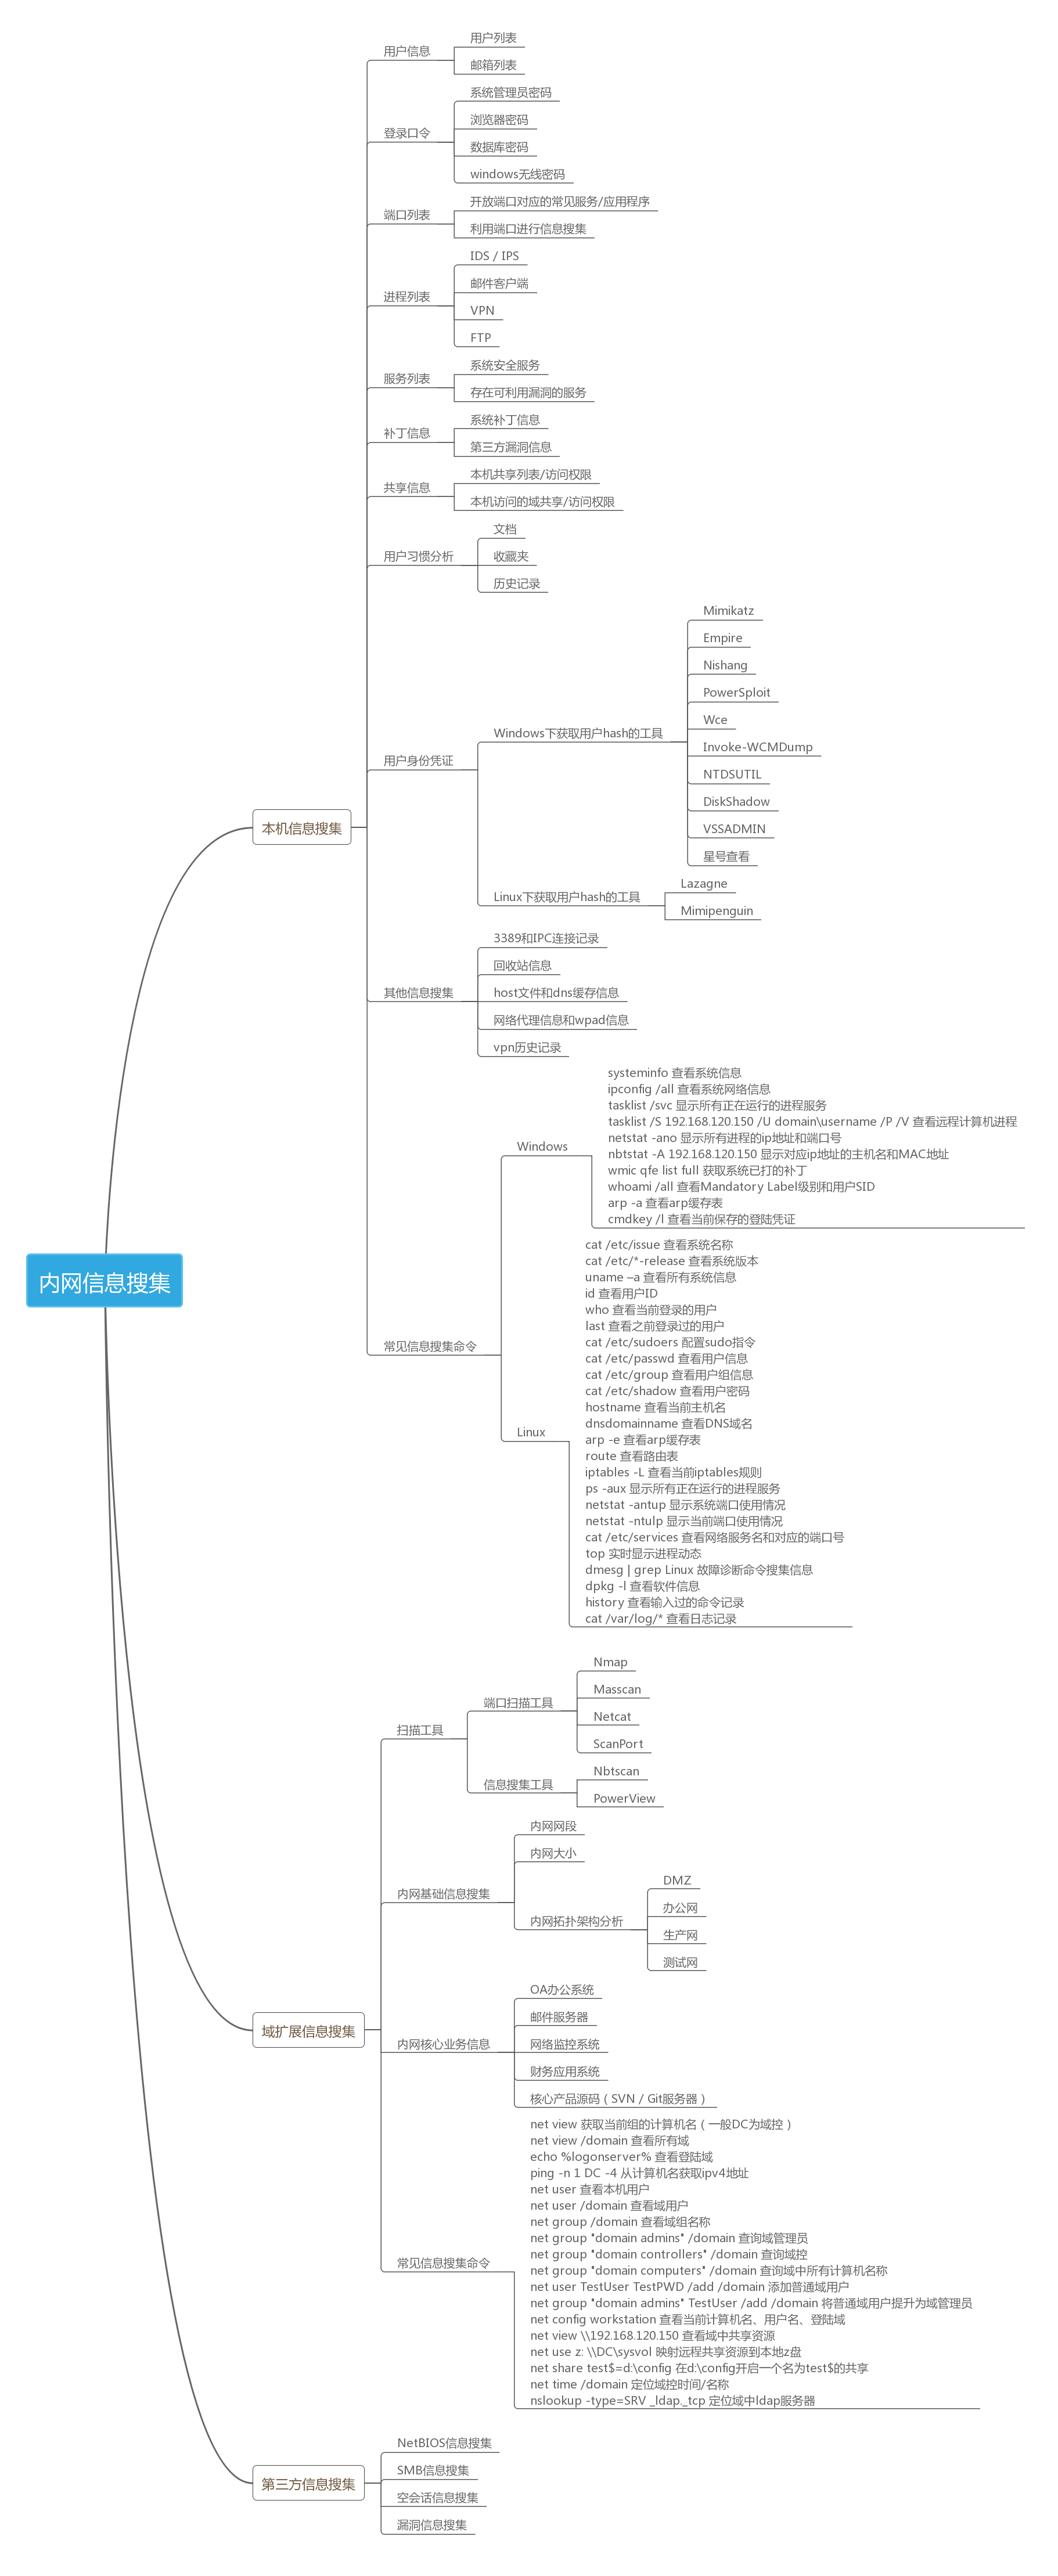 内网信息搜集
本机信息搜集
用户信息
用户列表
邮箱列表
登录口令
系统管理员密码
浏览器密码
数据库密码
windows无线密码
端口列表
开放端口对应的常见服务/应用程序
利用端口进行信息搜集
进程列表
IDS / IPS
邮件客户端
VPN
FTP
服务列表
系统安全服务
存在可利用漏洞的服务
补丁信息
系统补丁信息
第三方漏洞信息
共享信息
本机共享列表/访问权限
本机访问的域共享/访问权限
用户习惯分析
文档
收藏夹
历史记录
用户身份凭证
Windows下获取用户hash的工具
Mimikatz
Empire
Nishang
PowerSploit
Wce
Invoke-WCMDump
NTDSUTIL
DiskShadow
VSSADMIN
星号查看
Linux下获取用户hash的工具
Lazagne
Mimipenguin
其他信息搜集
3389和IPC连接记录
回收站信息
host文件和dns缓存信息
网络代理信息和wpad信息
vpn历史记录
常见信息搜集命令
Windows
systeminfo 查看系统信息
ipconfig /all 查看系统网络信息
tasklist /svc 显示所有正在运行的进程服务
tasklist /S 192.168.120.150 /U domain\username /P /V 查看远程计算机进程
netstat -ano 显示所有进程的ip地址和端口号
nbtstat -A 192.168.120.150 显示对应ip地址的主机名和MAC地址
wmic qfe list full 获取系统已打的补丁
whoami /all 查看Mandatory Label级别和用户SID
arp -a 查看arp缓存表
cmdkey /l 查看当前保存的登陆凭证
Linux
cat /etc/issue 查看系统名称
cat /etc/*-release 查看系统版本
uname –a 查看所有系统信息
id 查看用户ID
who 查看当前登录的用户
last 查看之前登录过的用户
cat /etc/sudoers 配置sudo指令
cat /etc/passwd 查看用户信息
cat /etc/group 查看用户组信息
cat /etc/shadow 查看用户密码
hostname 查看当前主机名
dnsdomainname 查看DNS域名
arp -e 查看arp缓存表
route 查看路由表
iptables -L 查看当前iptables规则
ps -aux 显示所有正在运行的进程服务
netstat -antup 显示系统端口使用情况
netstat -ntulp 显示当前端口使用情况
cat /etc/services 查看网络服务名和对应的端口号
top 实时显示进程动态
dmesg | grep Linux 故障诊断命令搜集信息
dpkg -l 查看软件信息
history 查看输入过的命令记录
cat /var/log/* 查看日志记录
域扩展信息搜集
扫描工具
端口扫描工具
Nmap
Masscan
Netcat
ScanPort
信息搜集工具
Nbtscan
PowerView
内网基础信息搜集
内网网段
内网大小
内网拓扑架构分析
DMZ
办公网
生产网
测试网
内网核心业务信息
OA办公系统
邮件服务器
网络监控系统
财务应用系统
核心产品源码（SVN / Git服务器）
常见信息搜集命令
net view 获取当前组的计算机名（一般DC为域控）
net view /domain 查看所有域
echo %logonserver% 查看登陆域
ping -n 1 DC -4 从计算机名获取ipv4地址
net user 查看本机用户
net user /domain 查看域用户
net group /domain 查看域组名称
net group "domain admins" /domain 查询域管理员
net group "domain controllers" /domain 查询域控
net group "domain computers" /domain 查询域中所有计算机名称
net user TestUser TestPWD /add /domain 添加普通域用户
net group "domain admins" TestUser /add /domain 将普通域用户提升为域管理员
net config workstation 查看当前计算机名、用户名、登陆域
net view \\192.168.120.150 查看域中共享资源
net use z: \\DC\sysvol 映射远程共享资源到本地z盘
net share test$=d:\config 在d:\config开启一个名为test$的共享
net time /domain 定位域控时间/名称
nslookup -type=SRV _ldap._tcp 定位域中ldap服务器
第三方信息搜集
NetBIOS信息搜集
SMB信息搜集
空会话信息搜集
漏洞信息搜集